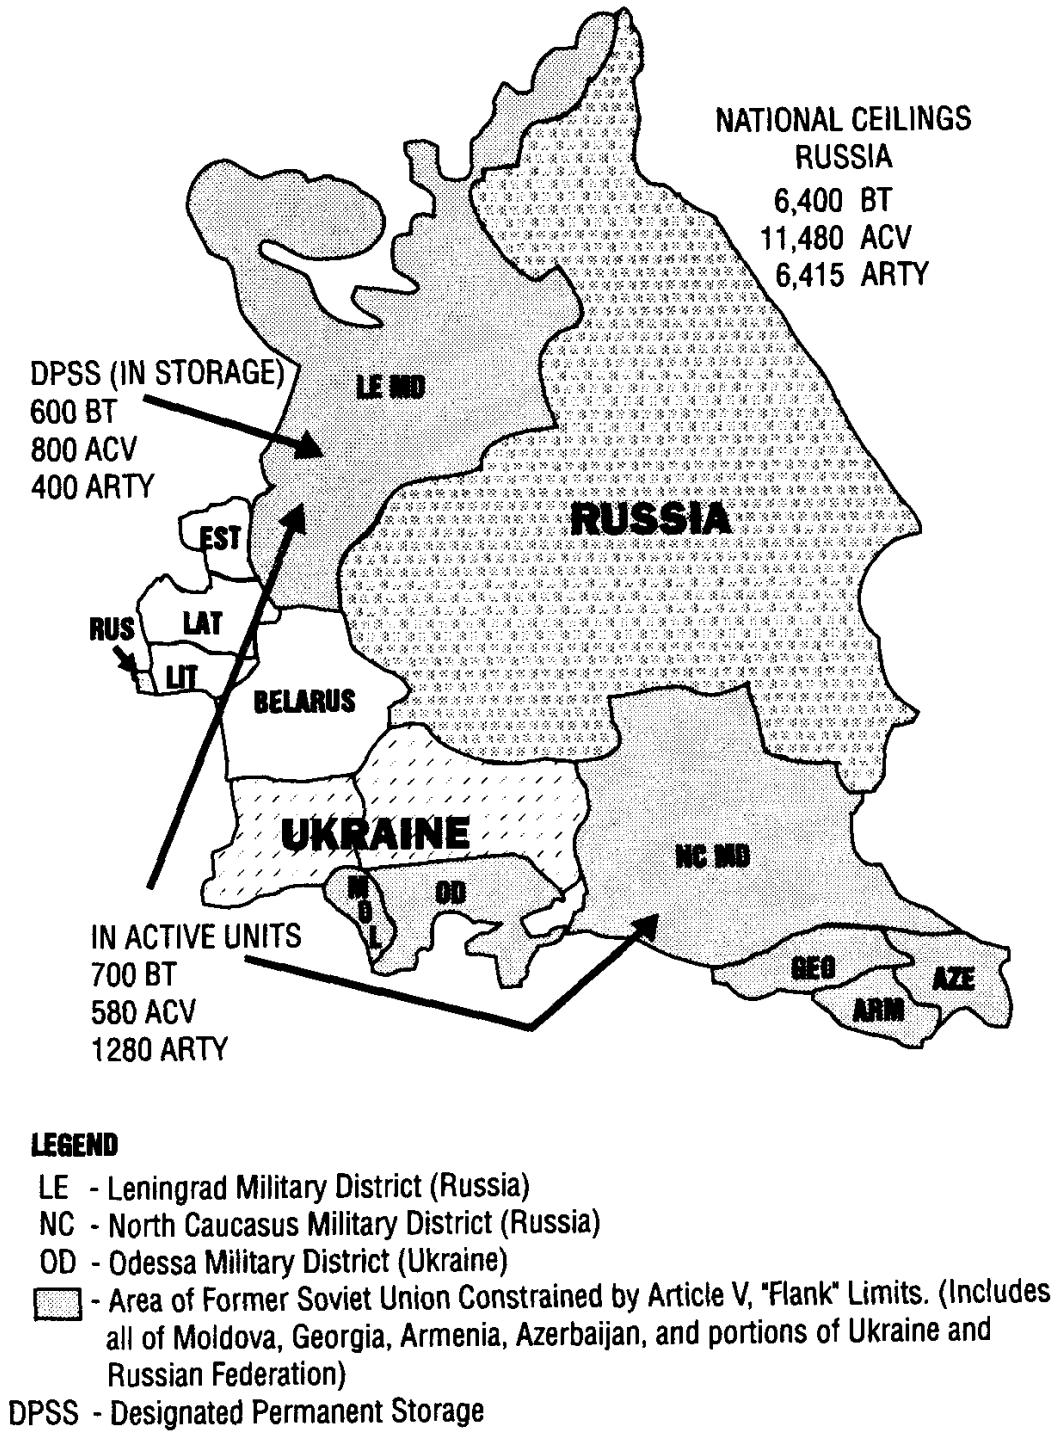 NATIONAL CEILINGS
RUSSIA
6,400 BT
11,480 ACV
6,415 ARTY
DPSS (IN STORAGE)
600 BT
800 ACV
400 ARTY
LE MD
RUSSIA
EST
LAT
RUS
LIT
BELARUS
UKRAINE
MOL
OD
NC MD
GEO
ARM
AZE
IN ACTIVE UNITS
700 BT
580 ACV
1280 ARTY
LEGEND
LE - Leningrad Military District (Russia)
NC - North Caucasus Military District (Russia)
OD - Odessa Military District (Ukraine)
- Area of Former Soviet Union Constrained by Article V, "Flank" Limits. (Includes
all of Moldova, Georgia, Armenia, Azerbaijan, and portions of Ukraine and
Russian Federation)
DPSS - Designated Permanent Storage